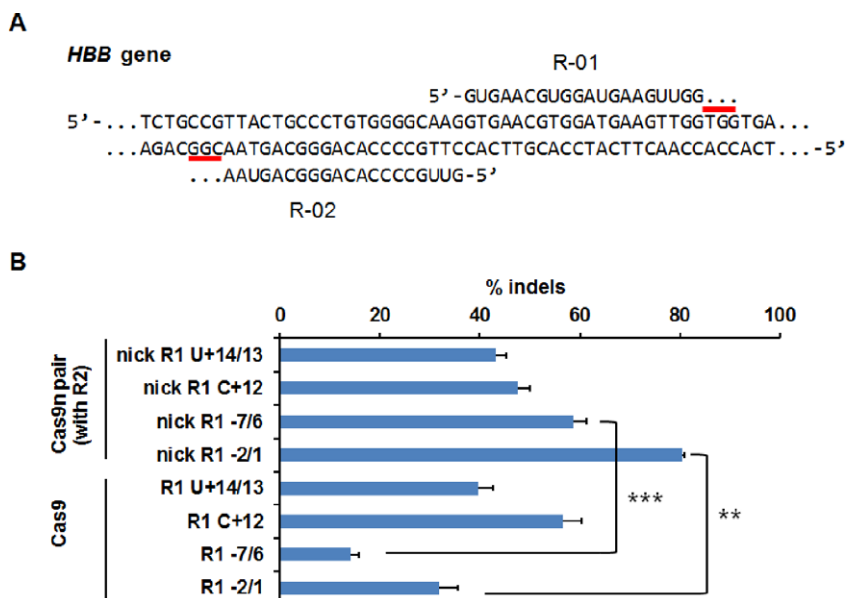 A
HBB gene
R-01
5’-GUGAACGUGGAUGAAGUUGG...
5’-...TCTGCCGTTACTGCCCTGTGGGGCAAGGTGAACGTGGATGAAGTTGGTGGTGA...
...AGACGGCAATGACGGGACACCCCGTTCCACTTGCACCTACTTCAACCACCACT...-5’
...AAUGACGGGACACCCCGUUG-5’
R-02
B
% indels
0 20 40 60 80 100
Cas9n pair
(with R2)
nick R1 U+14/13
nick R1 C+12
nick R1 -7/6
nick R1 -2/1
Cas9
R1 U+14/13
R1 C+12
R1 -7/6
R1 -2/1
***
**